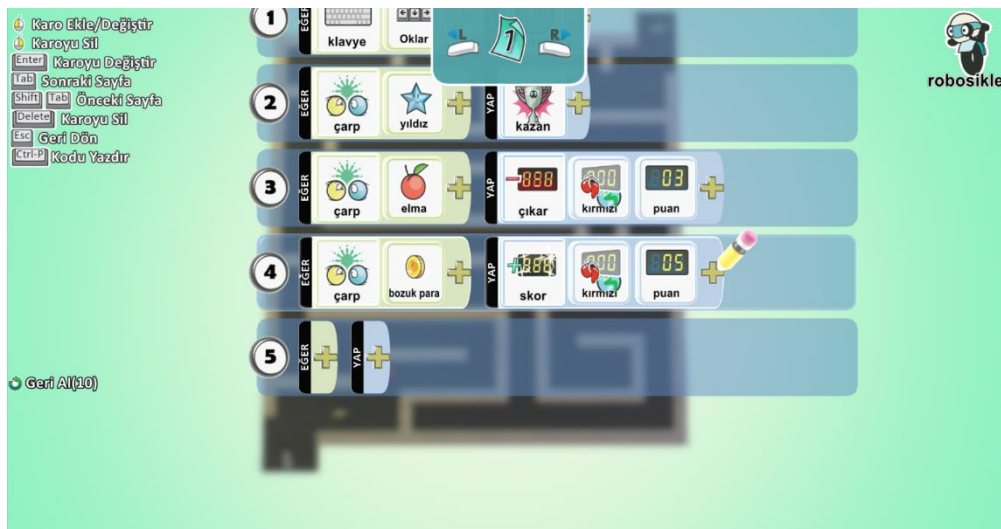 Karo Ekle/Değiştir
Karoyu Sil
Enter Karoyu Değiştir
Tab Sonraki Sayfa
Shift Tab Önceki Sayfa
Delete Karoyu Sil
Esc Geri Dön
Ctrl-P Kodu Yazdır
Geri Al(10)
1 EĞER klavye Oklar
L 1 R
robosikle
2 EĞER çarp yıldız YAP kazan
3 EĞER çarp elma YAP çıkar kırmızı 03 puan
4 EĞER çarp bozuk para YAP skor kırmızı 05 puan
5 EĞER YAP